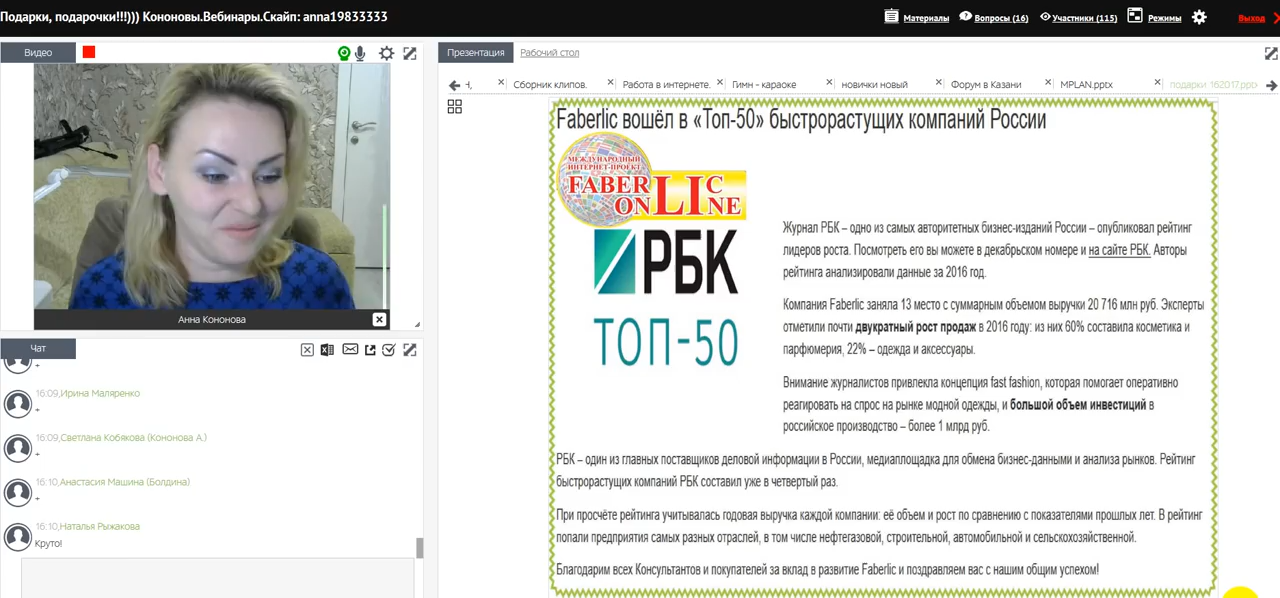 Подарки, подарочки!!!))) Кононовы.Вебинары.Скайп: anna19833333
Материалы Вопросы (16) Участники (115) Режимы Выход
Видео
Анна Кононова
Чат
+
16:09,Ирина Маляренко
+
16:09,Светлана Кобякова (Кононова А.)
+
16:10,Анастасия Машина (Болдина)
+
16:10,Наталья Рыжакова
Круто!
Презентация Рабочий стол
Сборник клипов. Работа в интернете. Гимн - караоке новички новый Форум в Казани MPLAN.pptx подарки 162017.pptx
Faberlic вошёл в «Топ-50» быстрорастущих компаний России
МЕЖДУНАРОДНЫЙ
ИНТЕРНЕТ-ПРОЕКТ
FABERLIC
ONLINE
РБК
ТОП-50
Журнал РБК – одно из самых авторитетных бизнес-изданий России – опубликовал рейтинг
лидеров роста. Посмотреть его вы можете в декабрьском номере и на сайте РБК. Авторы
рейтинга анализировали данные за 2016 год.
Компания Faberlic заняла 13 место с суммарным объемом выручки 20 716 млн руб. Эксперты
отметили почти двукратный рост продаж в 2016 году: из них 60% составила косметика и
парфюмерия, 22% – одежда и аксессуары.
Внимание журналистов привлекла концепция fast fashion, которая помогает оперативно
реагировать на спрос на рынке модной одежды, и большой объем инвестиций в
российское производство – более 1 млрд руб.
РБК – один из главных поставщиков деловой информации в России, медиаплощадка для обмена бизнес-данными и анализа рынков. Рейтинг
быстрорастущих компаний РБК составил уже в четвертый раз.
При просчёте рейтинга учитывалась годовая выручка каждой компании: её объем и рост по сравнению с показателями прошлых лет. В рейтинг
попали предприятия самых разных отраслей, в том числе нефтегазовой, строительной, автомобильной и сельскохозяйственной.
Благодарим всех Консультантов и покупателей за вклад в развитие Faberlic и поздравляем вас с нашим общим успехом!